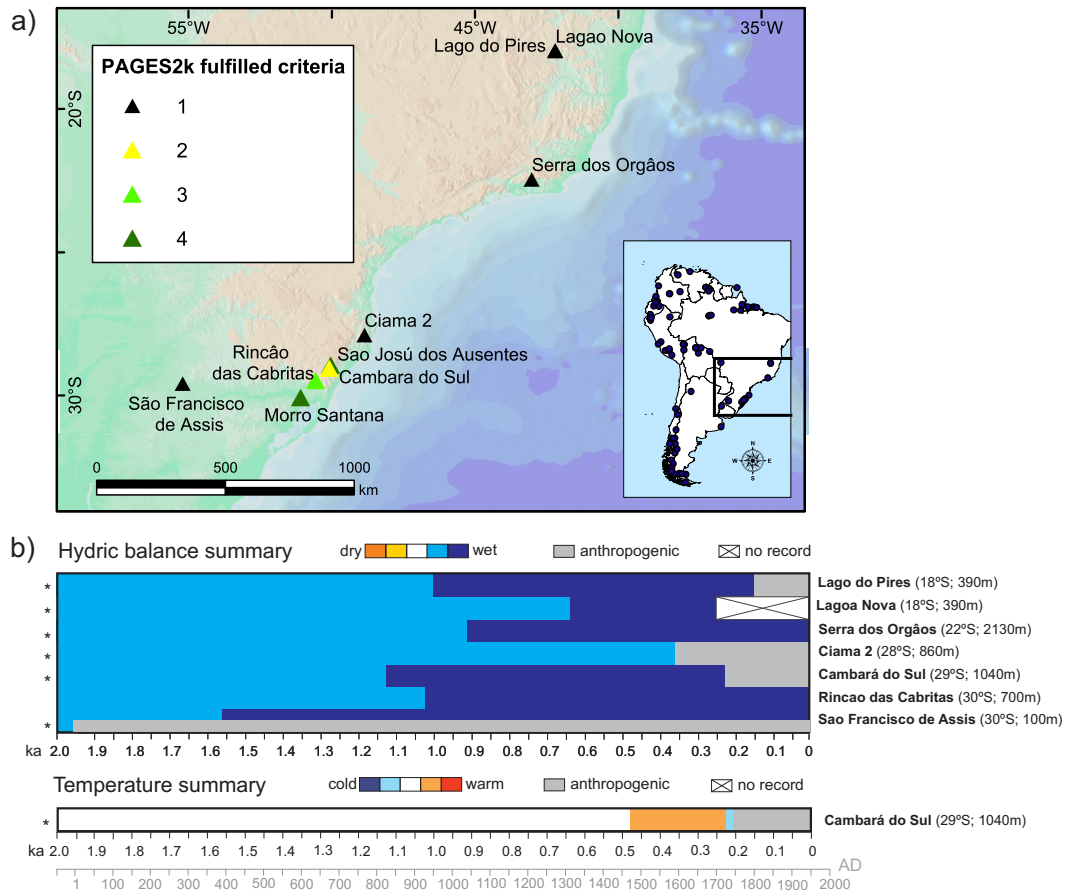 a)
55°W
45°W
35°W
PAGES2k fulfilled criteria
1
2
3
4
20°S
30°S
Lago do Pires
Lagao Nova
Serra dos Orgâos
Ciama 2
Rincâo
das Cabritas
Sao Josú dos Ausentes
Cambara do Sul
São Francisco
de Assis
Morro Santana
0 500 1000
km
N
W E
S
b)
Hydric balance summary
dry wet anthropogenic no record
* Lago do Pires (18ºS; 390m)
* Lagoa Nova (18ºS; 390m)
* Serra dos Orgâos (22ºS; 2130m)
* Ciama 2 (28ºS; 860m)
* Cambará do Sul (29ºS; 1040m)
Rincao das Cabritas (30ºS; 700m)
* Sao Francisco de Assis (30ºS; 100m)
ka 2.0 1.9 1.8 1.7 1.6 1.5 1.4 1.3 1.2 1.1 1.0 0.9 0.8 0.7 0.6 0.5 0.4 0.3 0.2 0.1 0
Temperature summary
cold warm anthropogenic no record
* Cambará do Sul (29ºS; 1040m)
ka 2.0 1.9 1.8 1.7 1.6 1.5 1.4 1.3 1.2 1.1 1.0 0.9 0.8 0.7 0.6 0.5 0.4 0.3 0.2 0.1 0
AD
1 100 200 300 400 500 600 700 800 900 1000 1100 1200 1300 1400 1500 1600 1700 1800 1900 2000